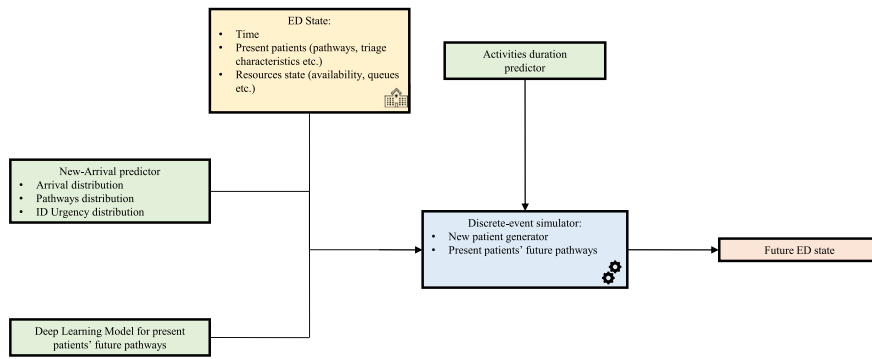 ED State:
• Time
• Present patients (pathways, triage
characteristics etc.)
• Resources state (availability, queues
etc.)
Activities duration
predictor
New-Arrival predictor
• Arrival distribution
• Pathways distribution
• ID Urgency distribution
Discrete-event simulator:
• New patient generator
• Present patients' future pathways
Future ED state
Deep Learning Model for present
patients' future pathways